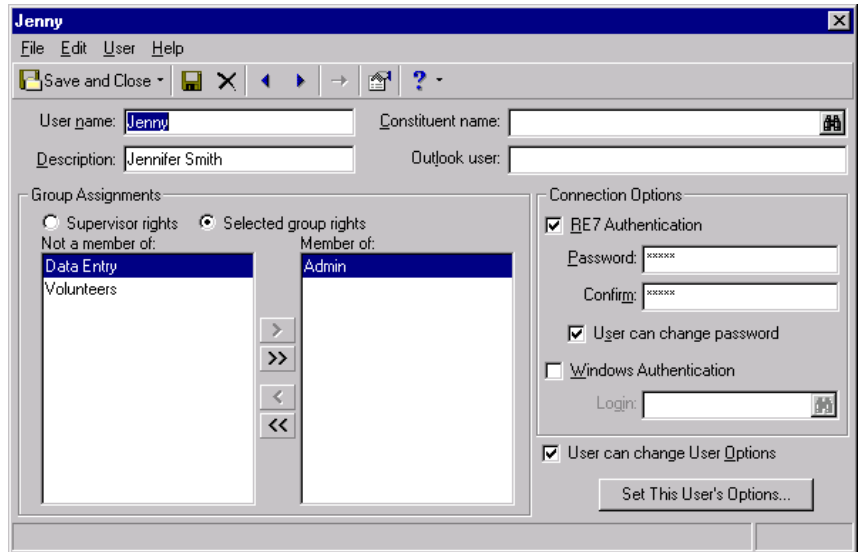 Jenny
File Edit User Help
Save and Close ?
User name: Jenny Constituent name:
Description: Jennifer Smith Outlook user:
Group Assignments Connection Options
Supervisor rights Selected group rights RE7 Authentication
Not a member of: Member of:
Data Entry Admin Password: xxxxx
Volunteers
Confirm: xxxxx
> User can change password
>> Windows Authentication
< Login:
<<
User can change User Options
Set This User's Options...